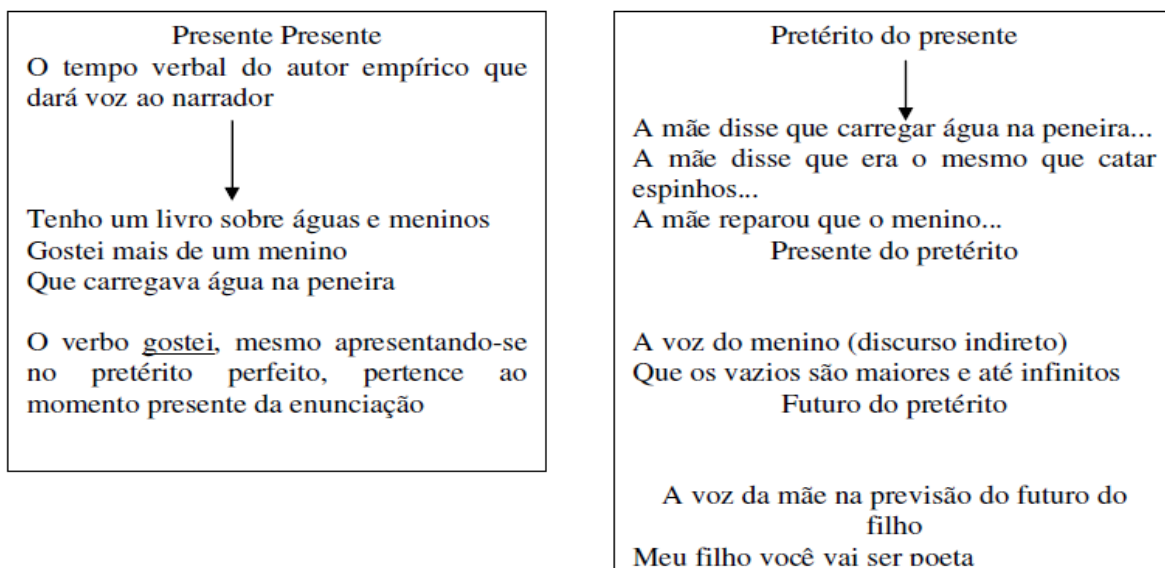 Presente Presente
O tempo verbal do autor empírico que
dará voz ao narrador
Tenho um livro sobre águas e meninos
Gostei mais de um menino
Que carregava água na peneira
O verbo gostei, mesmo apresentando-se
no pretérito perfeito, pertence ao
momento presente da enunciação
Pretérito do presente
A mãe disse que carregar água na peneira...
A mãe disse que era o mesmo que catar
espinhos...
A mãe reparou que o menino...
Presente do pretérito
A voz do menino (discurso indireto)
Que os vazios são maiores e até infinitos
Futuro do pretérito
A voz da mãe na previsão do futuro do
filho
Meu filho você vai ser poeta